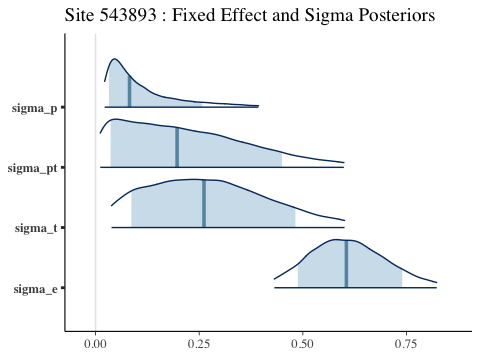 Site 543893 : Fixed Effect and Sigma Posteriors
sigma_p
sigma_pt
sigma_t
sigma_e
0.00 0.25 0.50 0.75